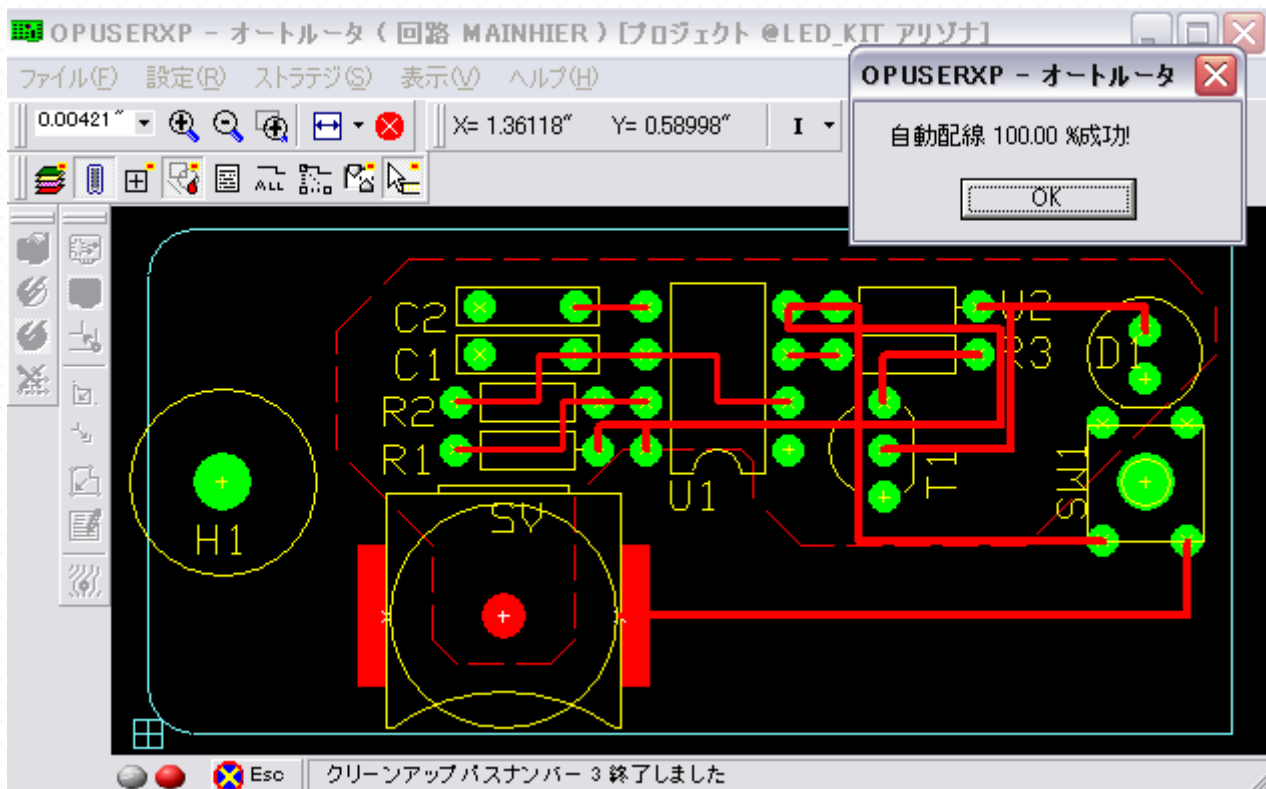 OPUSERXP - オートルータ ( 回路 MAINHIER ) [プロジェクト @LED_KIT アリゾナ]
ファイル(F) 設定(R) ストラテジ(S) 表示(V) ヘルプ(H)
OPUSERXP - オートルータ
自動配線 100.00 %成功!
OK
0.00421″ X= 1.36118″ Y= 0.58998″ I
ALL
C2 U2
C1 R3 D1
R2
R1 T1 SW1
U1
5V
H1
Esc クリーンアップ パスナンバー 3 終了しました